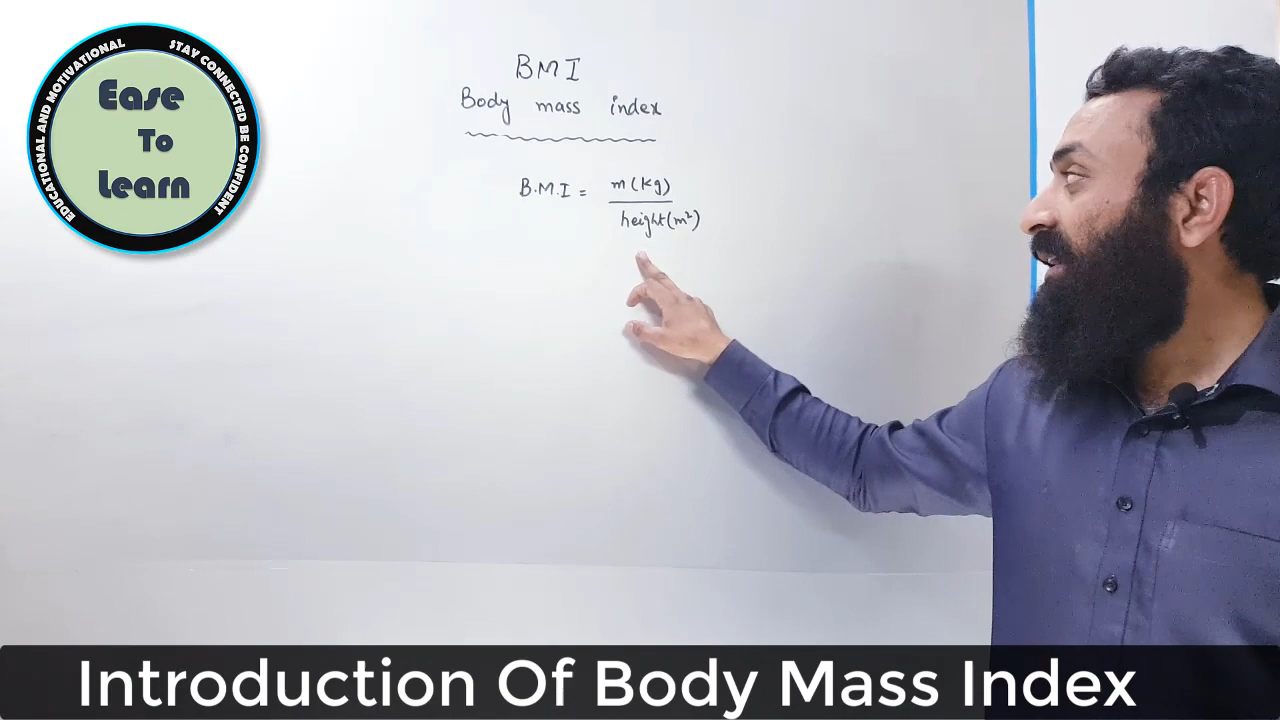 EDUCATIONAL AND MOTIVATIONAL
STAY CONNECTED BE CONFIDENT
Ease
To
Learn
BMI
Body mass index
B.M.I = m(Kg)
height(m²)
Introduction Of Body Mass Index